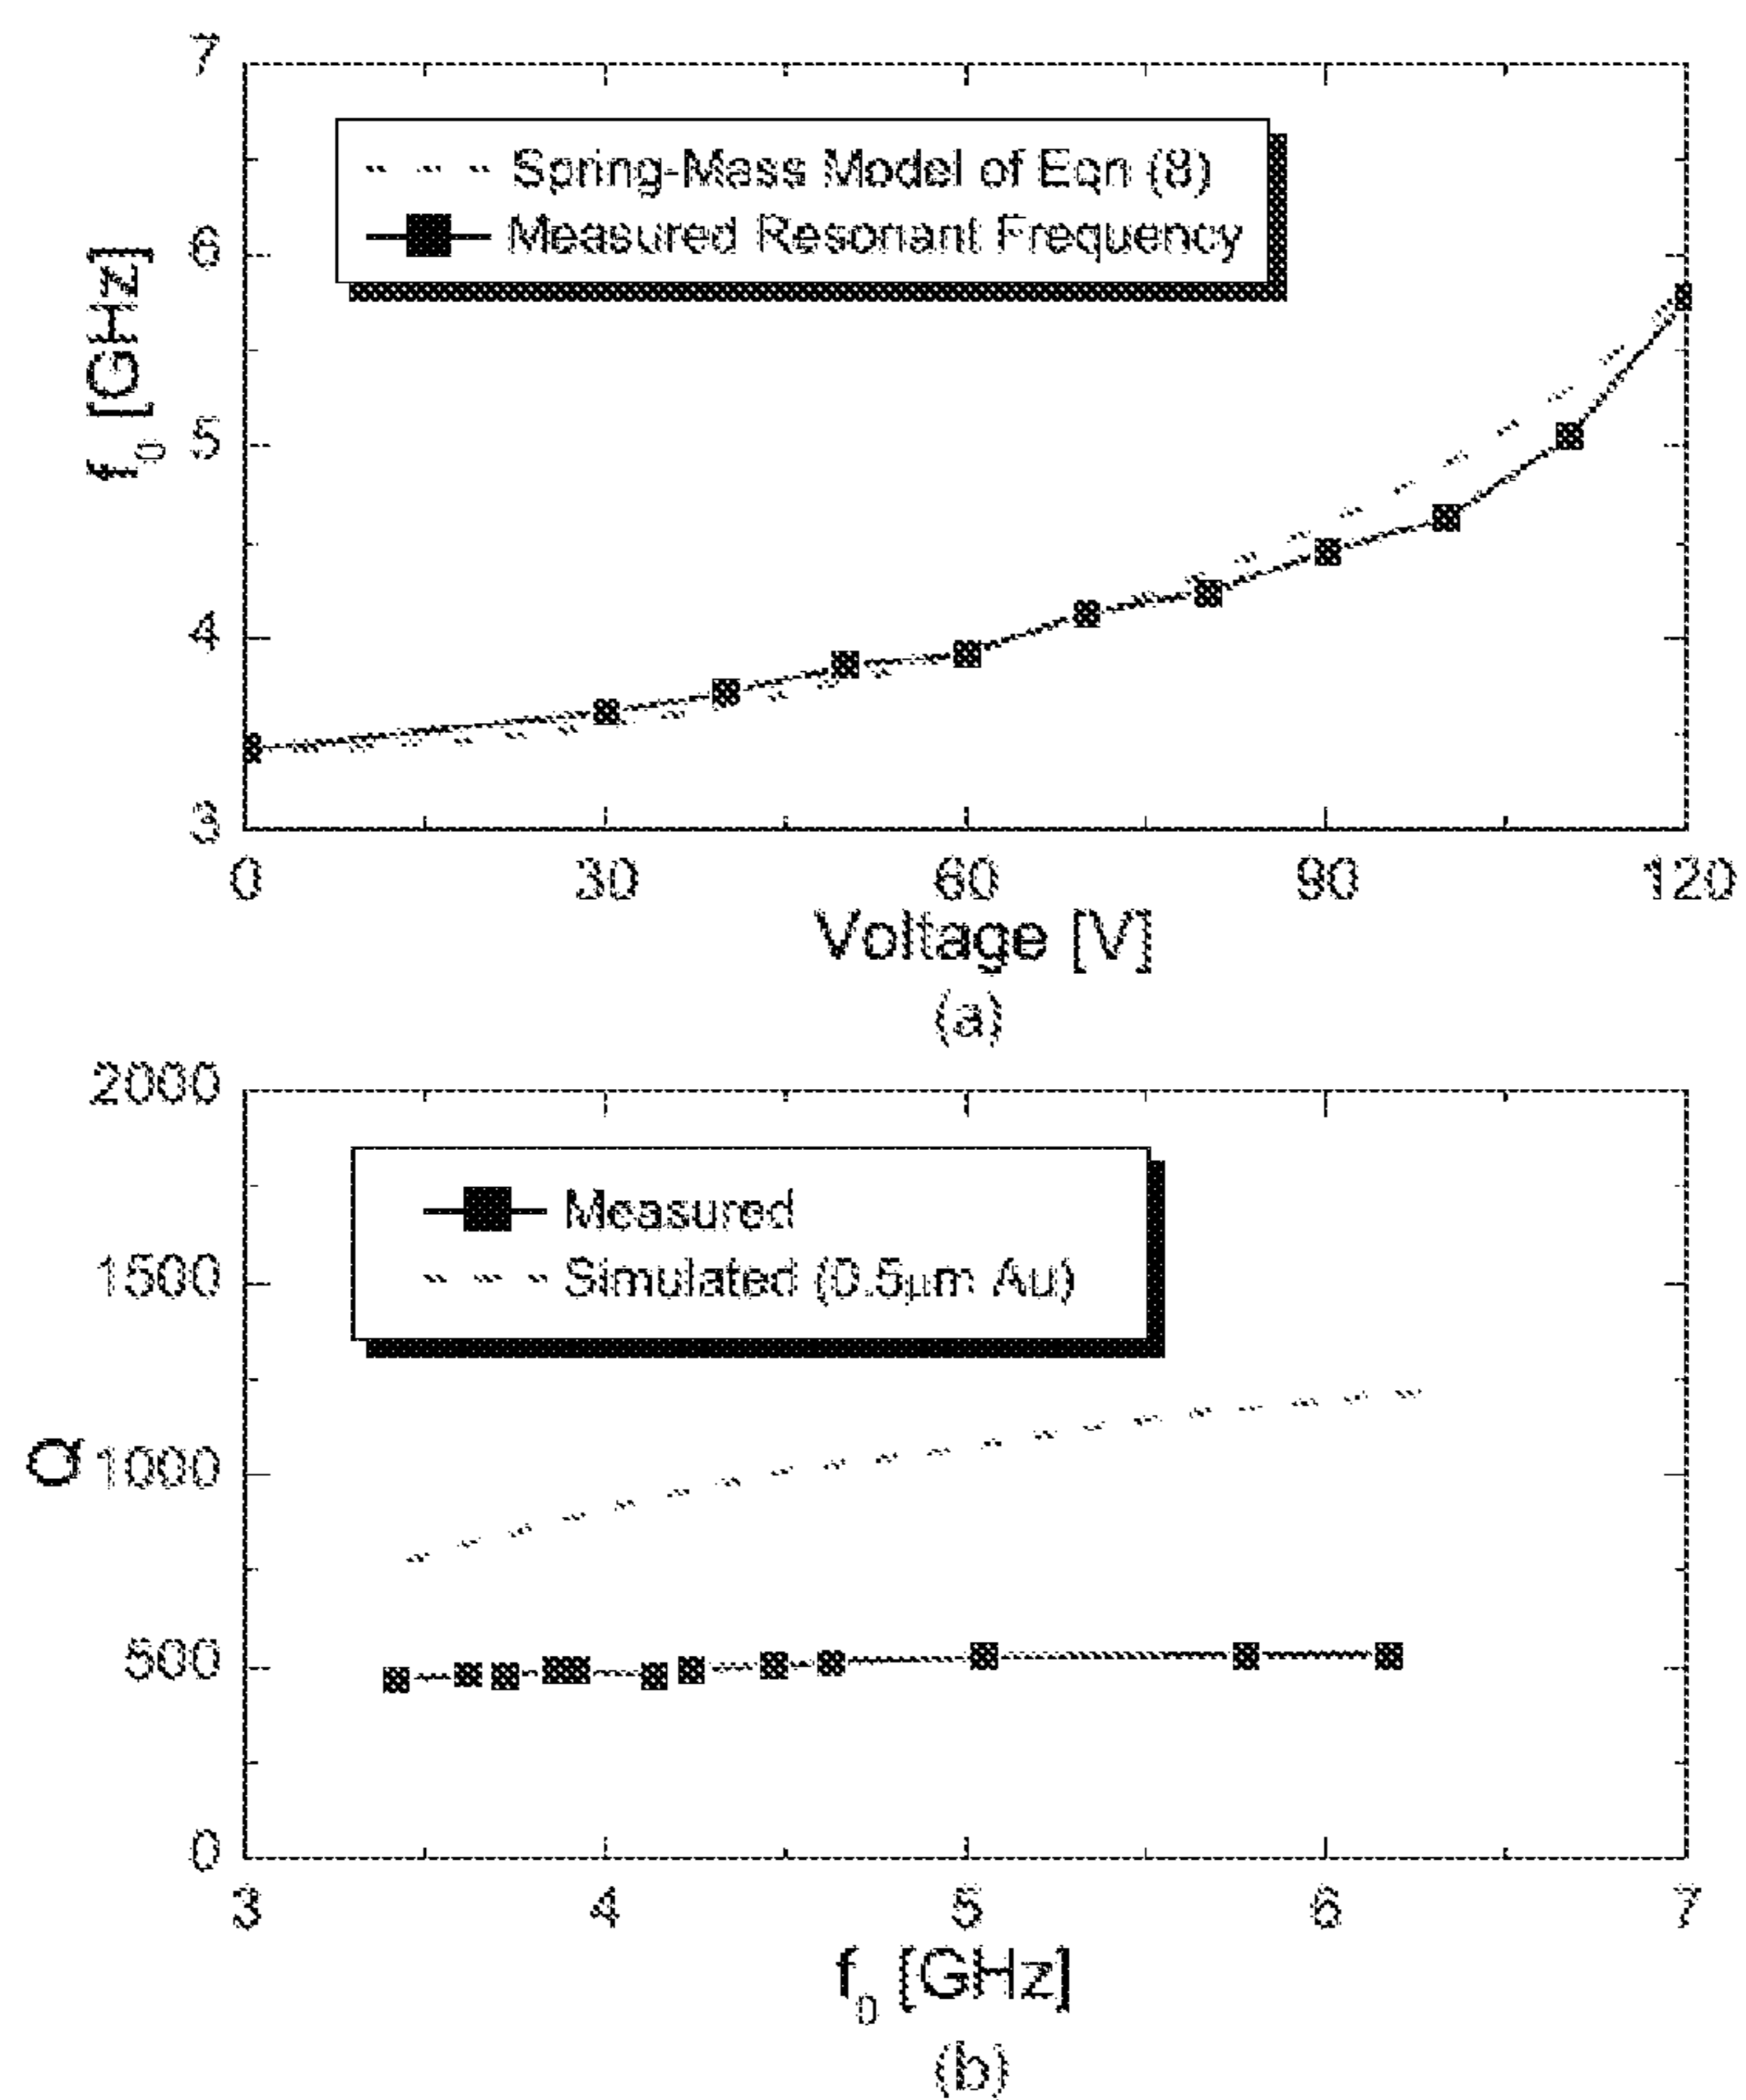 7
Spring-Mass Model of Eqn (8)
Measured Resonant Frequency
6
f0 [GHz]
5
4
3
0 30 60 90 120
Voltage [V]
(a)
2000
Measured
Simulated (0.5μm Au)
1500
Q
1000
500
0
3 4 5 6 7
f0 [GHz]
(b)